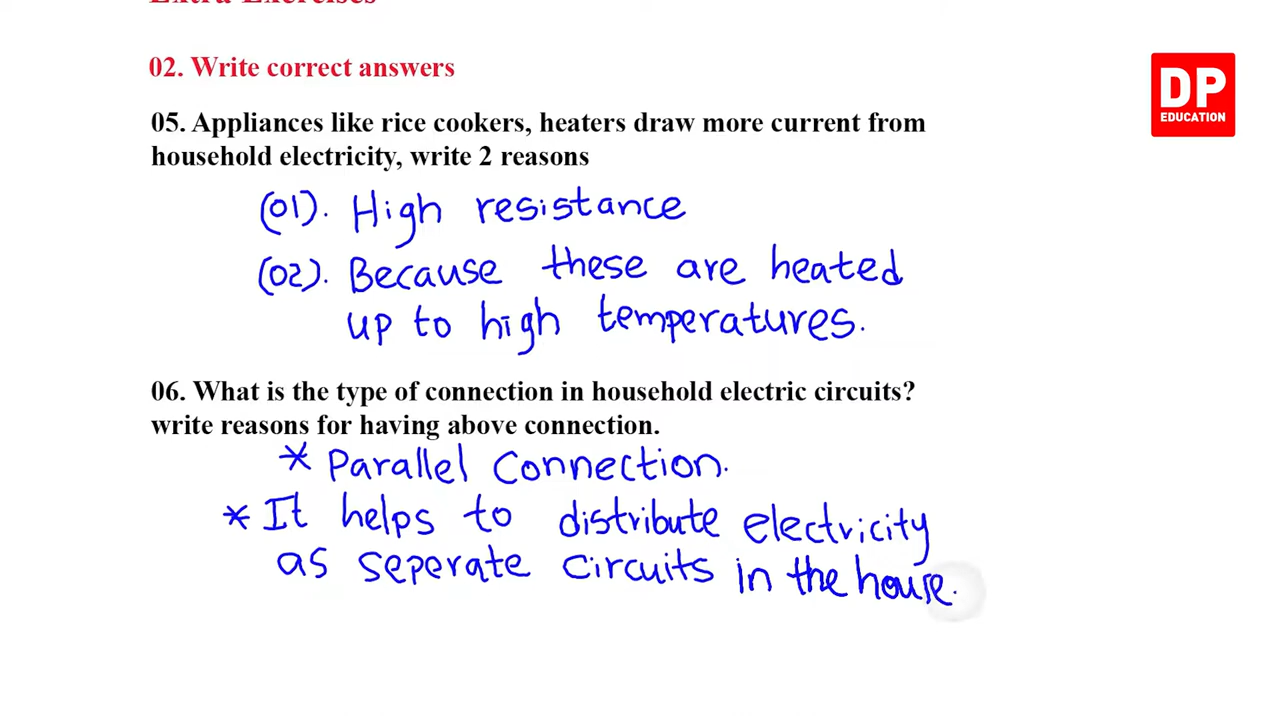 Extra Exercises
02. Write correct answers
DP
EDUCATION
05. Appliances like rice cookers, heaters draw more current from
household electricity, write 2 reasons
(01). High resistance
(02). Because these are heated
up to high temperatures.
06. What is the type of connection in household electric circuits?
write reasons for having above connection.
* Parallel Connection.
* It helps to distribute electricity
as seperate circuits in the house.